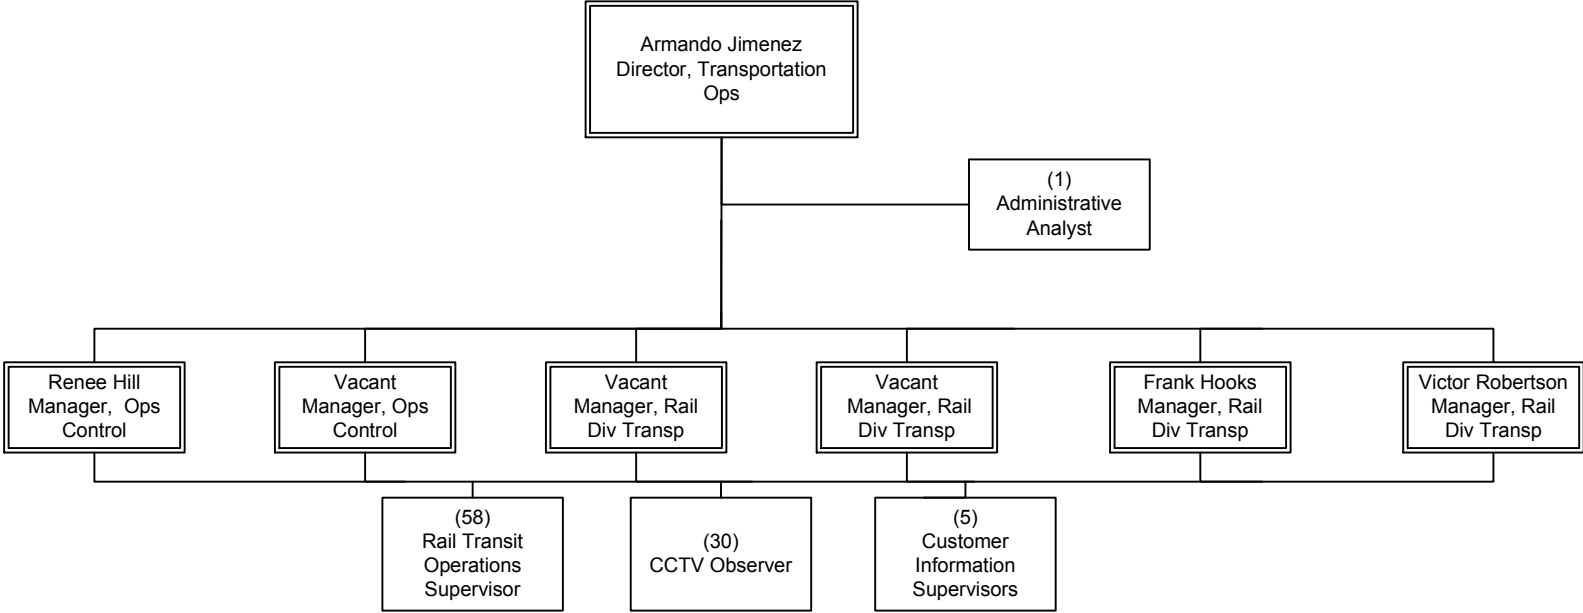 Armando Jimenez
Director, Transportation
Ops
(1)
Administrative
Analyst
Renee Hill
Manager,  Ops
Control
Vacant
Manager, Ops
Control
Vacant
Manager, Rail
Div Transp
Vacant
Manager, Rail
Div Transp
Frank Hooks
Manager, Rail
Div Transp
Victor Robertson
Manager, Rail
Div Transp
(58)
Rail Transit
Operations
Supervisor
(30)
CCTV Observer
(5)
Customer
Information
Supervisors